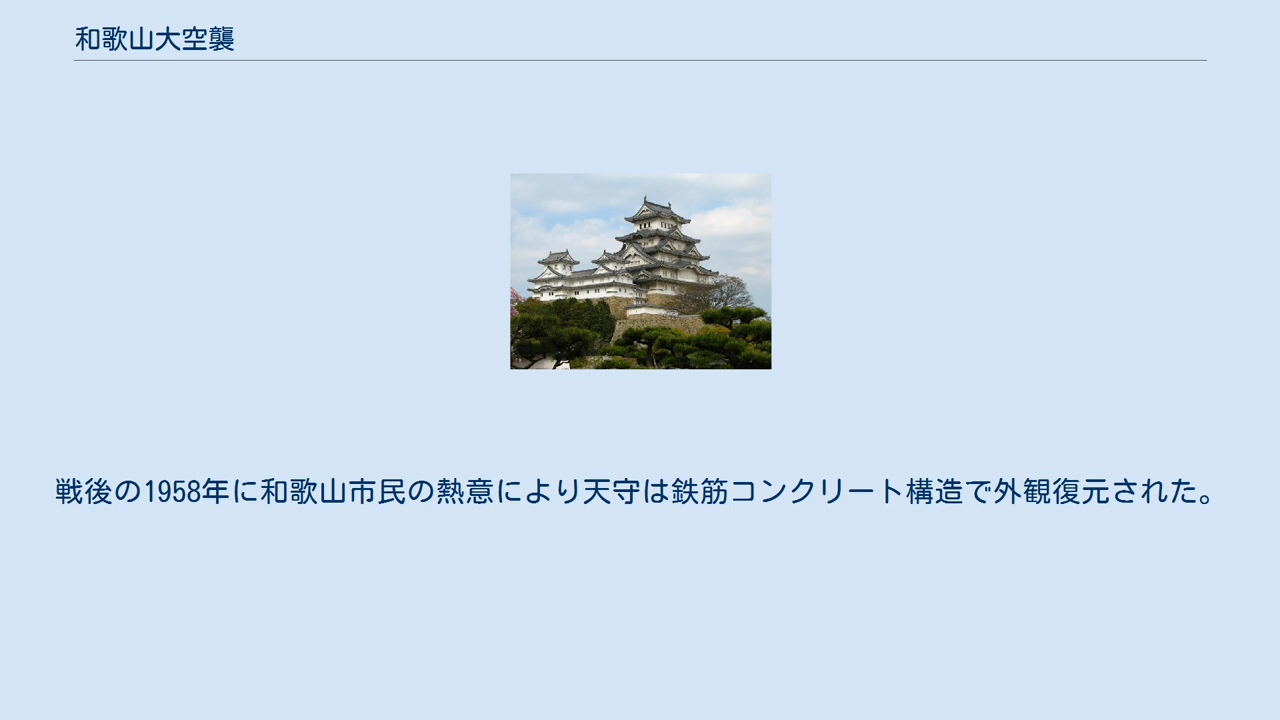 和歌山大空襲
戦後の1958年に和歌山市民の熱意により天守は鉄筋コンクリート構造で外観復元された。